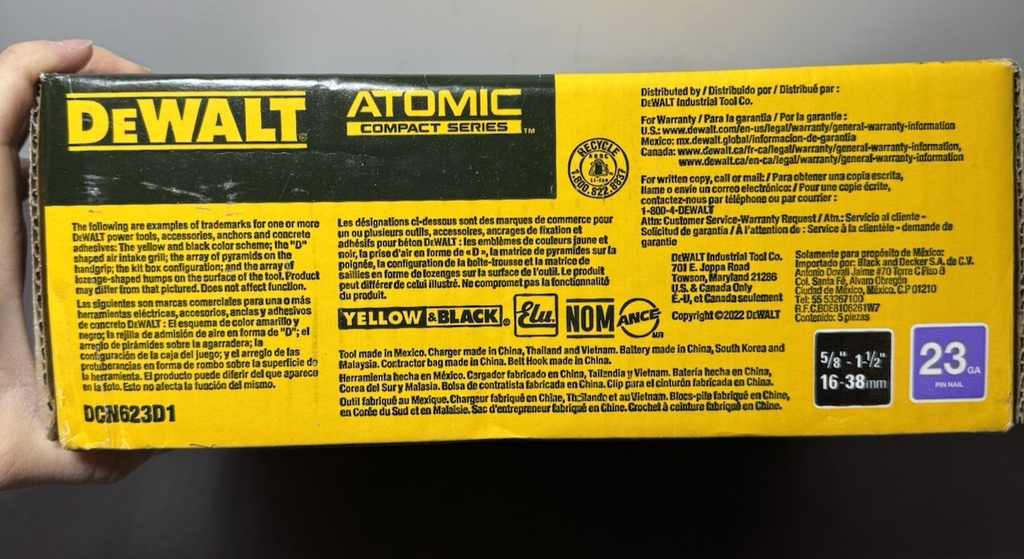 DEWALT
ATOMIC
COMPACT SERIES™
RECYCLE
RBRC
Li-Ion
1.800.822.8837
Distributed by / Distribuido por / Distribué par :
DEWALT Industrial Tool Co.
For Warranty / Para la garantía / Por la garantie :
U.S.: www.dewalt.com/en-us/legal/warranty/general-warranty-information
Mexico: mx.dewalt.global/informacion-de-garantia
Canada: www.dewalt.ca/fr-ca/legal/warranty/general-warranty-information,
www.dewalt.ca/en-ca/legal/warranty/general-warranty-information
For written copy, call or mail: / Para obtener una copia escrita,
llame o envíe un correo electrónico: / Pour une copie écrite,
contactez-nous par téléphone ou par courrier :
1-800-4-DEWALT
Attn: Customer Service-Warranty Request / Atn.: Servicio al cliente –
Solicitud de garantía / À l'attention de : Service à la clientèle – demande de
garantie
DEWALT Industrial Tool Co.
701 E. Joppa Road
Towson, Maryland 21286
U.S. & Canada Only
É.-U, et Canada seulement
Copyright ©2022 DEWALT
Solamente para propósito de México:
Importado por: Black and Decker S.A. de C.V.
Antonio Dovali Jaime #70 Torre C Piso 8
Col. Santa Fé, Alvaro Obregón
Ciudad de México, México. C.P 01210
Tel: 55 53267100
R.F.C.BDE8106261W7
Contenido: 5 piezas
The following are examples of trademarks for one or more
DEWALT power tools, accessories, anchors and concrete
adhesives: The yellow and black color scheme; the "D"
shaped air intake grill; the array of pyramids on the
handgrip; the kit box configuration; and the array of
lozenge-shaped humps on the surface of the tool. Product
may differ from that pictured. Does not affect function.
Las siguientes son marcas comerciales para una o más
herramientas eléctricas, accesorios, anclas y adhesivos
de concreto DEWALT : El esquema de color amarillo y
negro; la rejilla de admisión de aire en forma de "D"; el
arreglo de pirámides sobre la agarradera; la
configuración de la caja del juego; y el arreglo de las
protuberancias en forma de rombo sobre la superficie de
la herramienta. El producto puede diferir del que aparece
en la foto. Esto no afecta la función del mismo.
DCN623D1
Les désignations ci-dessous sont des marques de commerce pour
un ou plusieurs outils, accessoires, ancrages de fixation et
adhésifs pour béton DEWALT : les emblèmes de couleurs jaune et
noir, la prise d'air en forme de « D », la matrice de pyramides sur la
poignée, la configuration de la boîte-trousse et la matrice de
saillies en forme de lozenges sur la surface de l'outil. Le produit
peut différer de celui illustré. Ne compromet pas la fonctionnalité
du produit.
YELLOW & BLACK®
Elu.
NOM
ANCE
MR
Tool made in Mexico. Charger made in China, Thailand and Vietnam. Battery made in China, South Korea and
Malaysia. Contractor bag made in China. Belt Hook made in China.
Herramienta hecha en México. Cargador fabricado en China, Tailandia y Vietnam. Batería hecha en China,
Corea del Sur y Malasia. Bolsa de contratista fabricada en China. Clip para el cinturón fabricada en China.
Outil fabriqué au Mexique. Chargeur fabriqué en Chine, Thaïlande et au Vietnam. Blocs-pile fabriqué en Chine,
en Corée du Sud et en Malaisie. Sac d'entrepreneur fabriqué en Chine. Crochet à ceinture fabriqué en Chine.
5/8"- 1-1/2"
16-38mm
23 GA
PIN NAIL